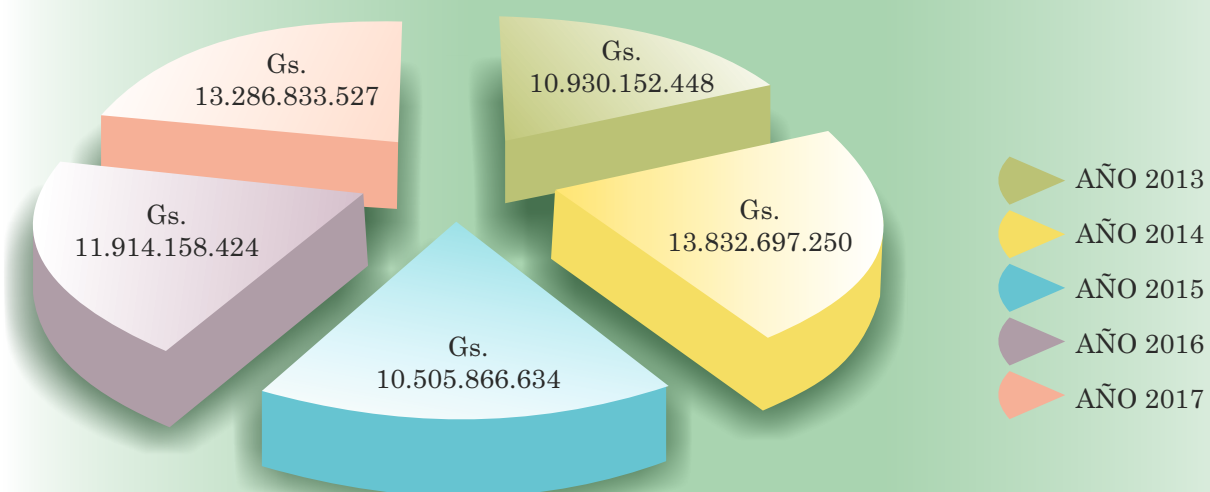 Gs.
13.286.833.527
Gs.
10.930.152.448
Gs.
11.914.158.424
Gs.
13.832.697.250
Gs.
10.505.866.634
AÑO 2013
AÑO 2014
AÑO 2015
AÑO 2016
AÑO 2017